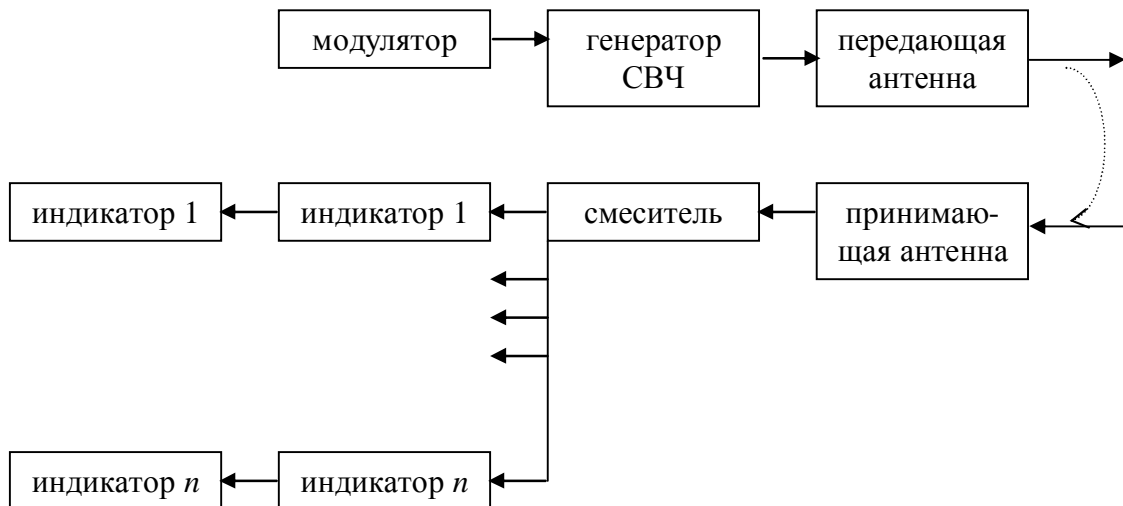 модулятор
генератор
СВЧ
передающая
антенна
индикатор 1
индикатор 1
смеситель
принимаю-
щая антенна
индикатор n
индикатор n